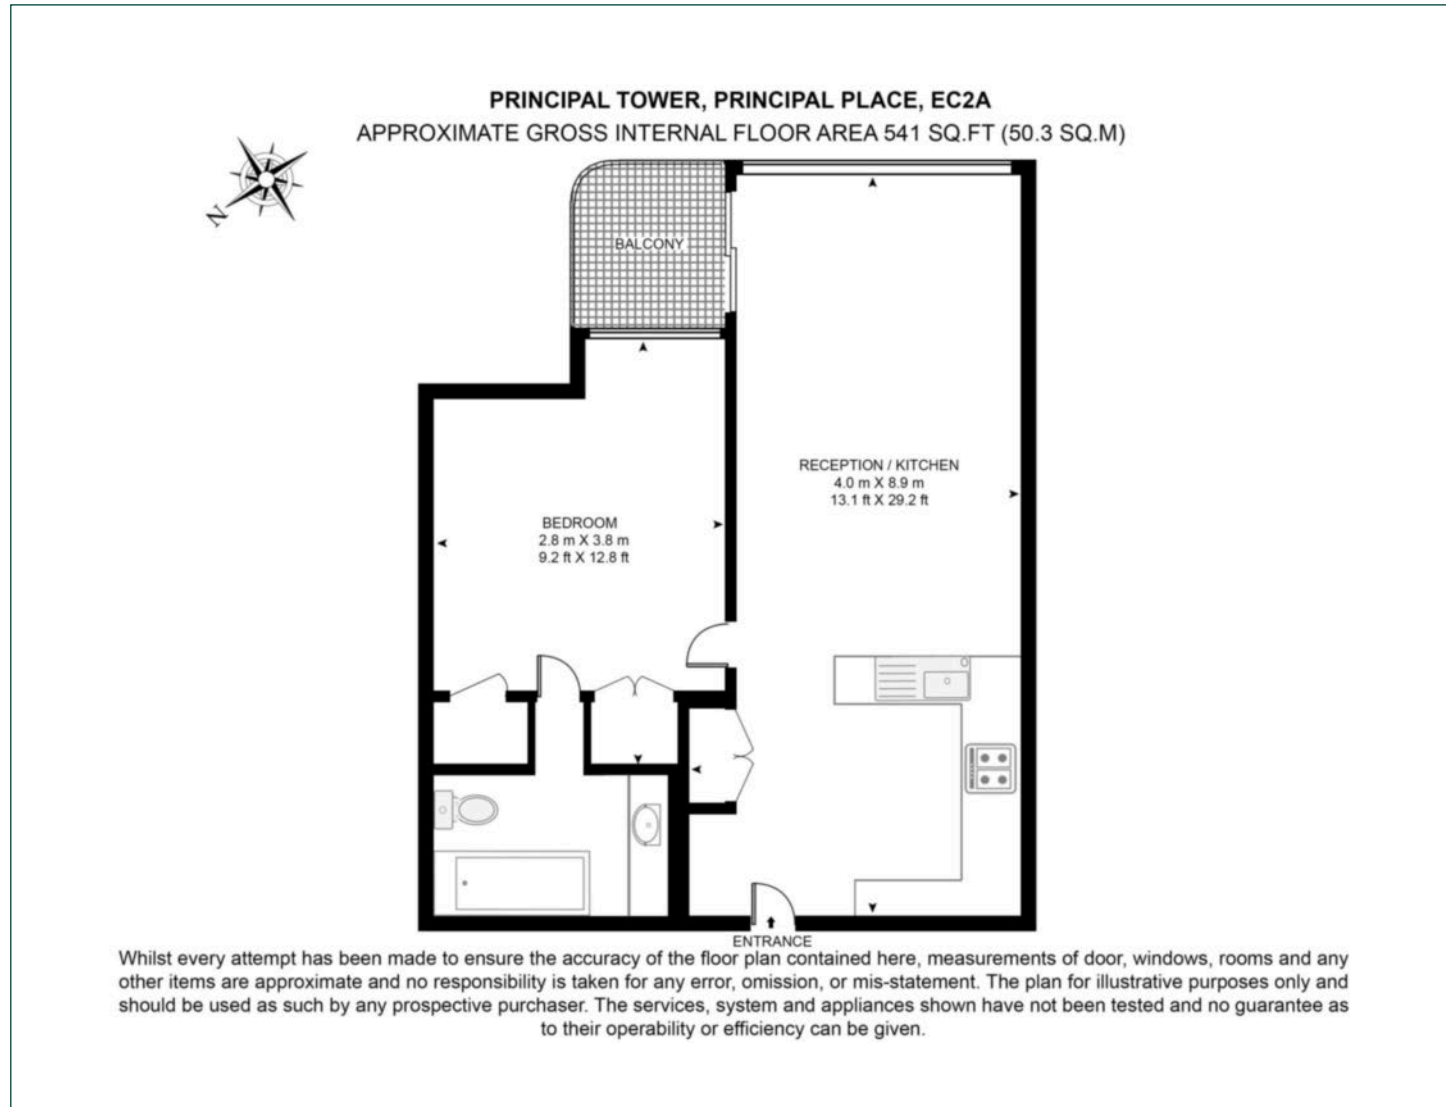 PRINCIPAL TOWER, PRINCIPAL PLACE, EC2A
APPROXIMATE GROSS INTERNAL FLOOR AREA 541 SQ.FT (50.3 SQ.M)
N
BALCONY
RECEPTION / KITCHEN
4.0 m X 8.9 m
13.1 ft X 29.2 ft
BEDROOM
2.8 m X 3.8 m
9.2 ft X 12.8 ft
ENTRANCE
Whilst every attempt has been made to ensure the accuracy of the floor plan contained here, measurements of door, windows, rooms and any
other items are approximate and no responsibility is taken for any error, omission, or mis-statement. The plan for illustrative purposes only and
should be used as such by any prospective purchaser. The services, system and appliances shown have not been tested and no guarantee as
to their operability or efficiency can be given.